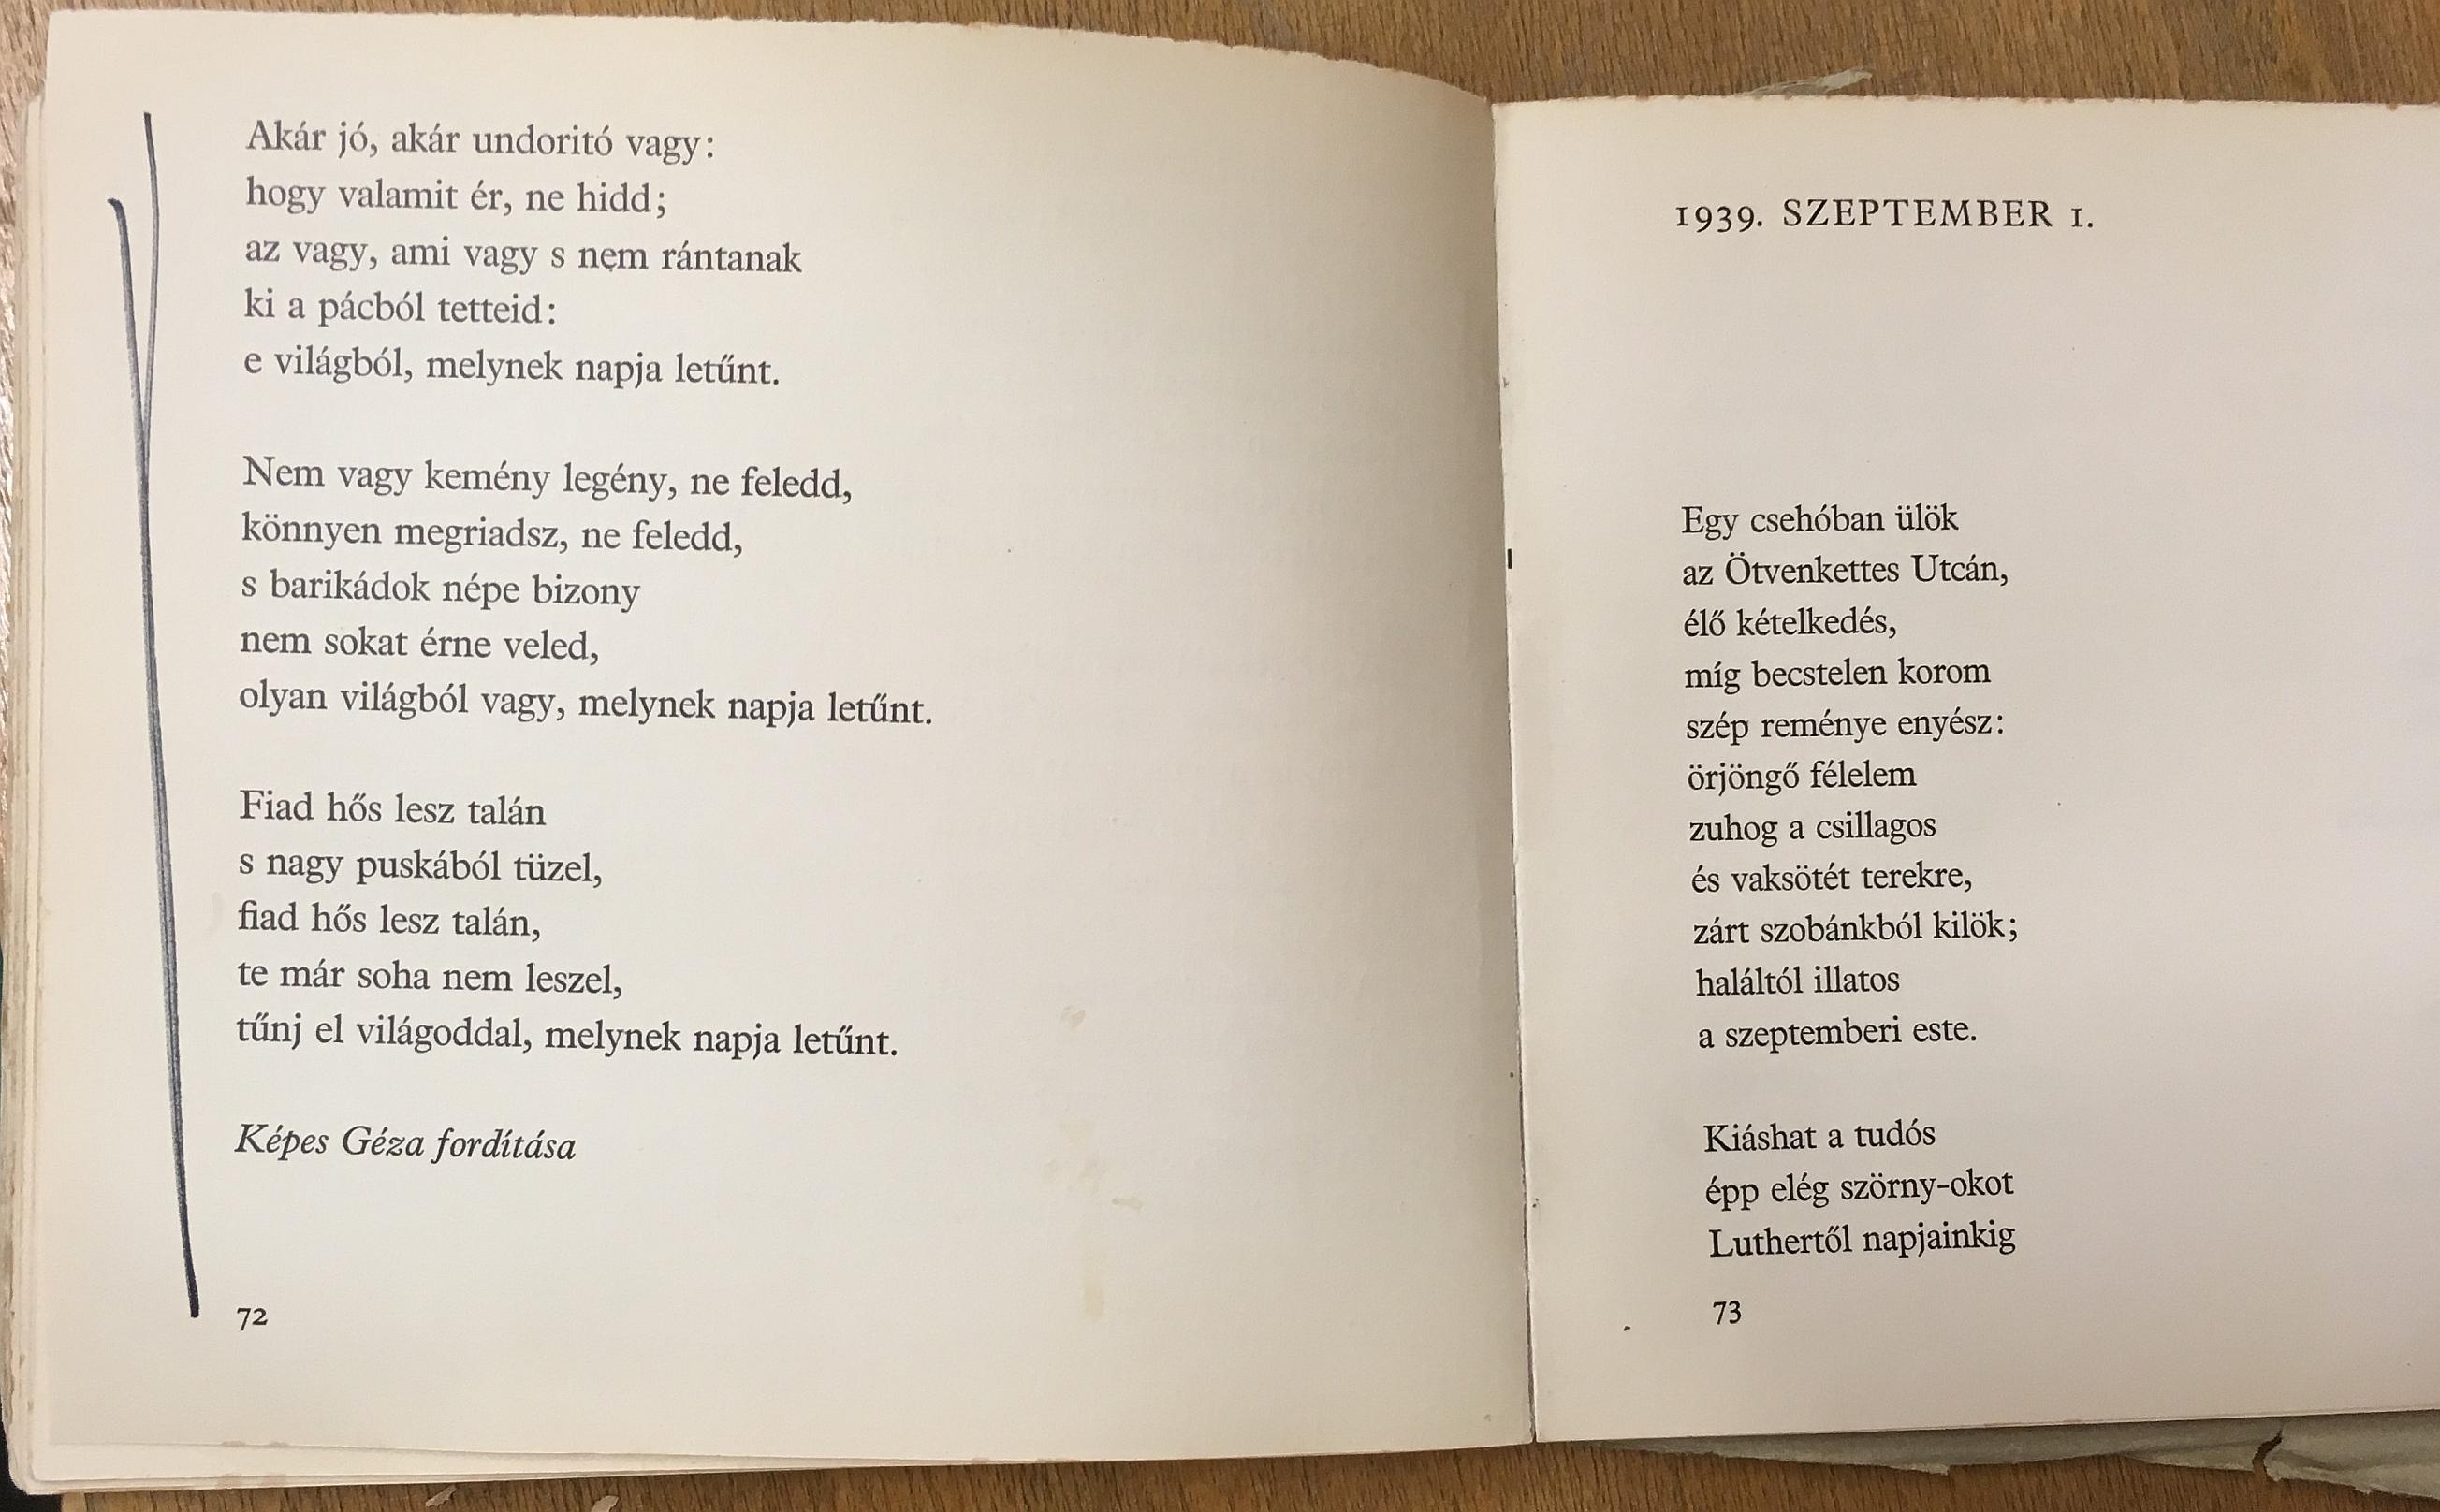 Akár jó, akár undoritó vagy:
hogy valamit ér, ne hidd;
az vagy, ami vagy s nem rántanak
ki a pácból tetteid:
e világból, melynek napja letűnt.
Nem vagy kemény legény, ne feledd,
könnyen megriadsz, ne feledd,
s barikádok népe bizony
nem sokat érne veled,
olyan világból vagy, melynek napja letűnt.
Fiad hős lesz talán
s nagy puskából tüzel,
fiad hős lesz talán,
te már soha nem leszel,
tűnj el világoddal, melynek napja letűnt.
Képes Géza fordítása
72
1939. SZEPTEMBER 1.
Egy csehóban ülök
az Ötvenkettes Utcán,
élő kételkedés,
míg becstelen korom
szép reménye enyész:
örjöngő félelem
zuhog a csillagos
és vaksötét terekre,
zárt szobánkból kilök;
haláltól illatos
a szeptemberi este.
Kiáshat a tudós
épp elég szörny-okot
Luthertől napjainkig
73